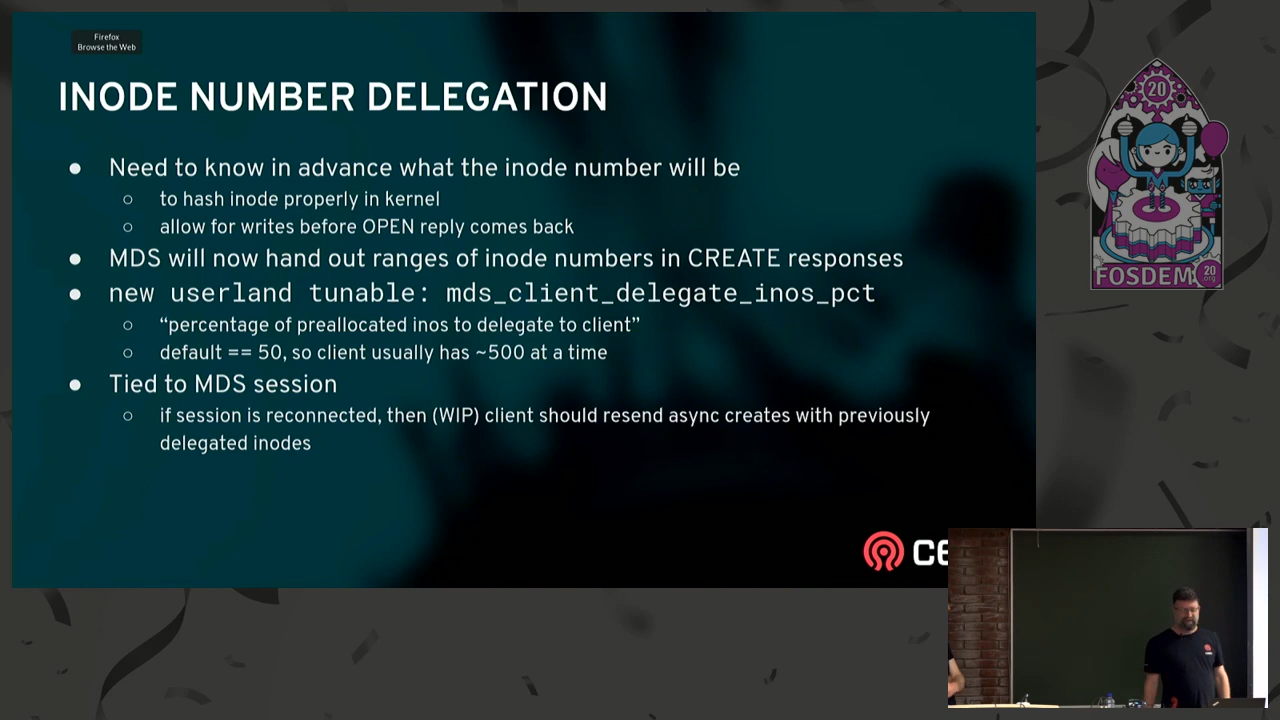 Firefox
Browse the Web
INODE NUMBER DELEGATION
● Need to know in advance what the inode number will be
○ to hash inode properly in kernel
○ allow for writes before OPEN reply comes back
● MDS will now hand out ranges of inode numbers in CREATE responses
● new userland tunable: mds_client_delegate_inos_pct
○ “percentage of preallocated inos to delegate to client”
○ default == 50, so client usually has ~500 at a time
● Tied to MDS session
○ if session is reconnected, then (WIP) client should resend async creates with previously
delegated inodes
CE
20
FOSDEM
20
.org